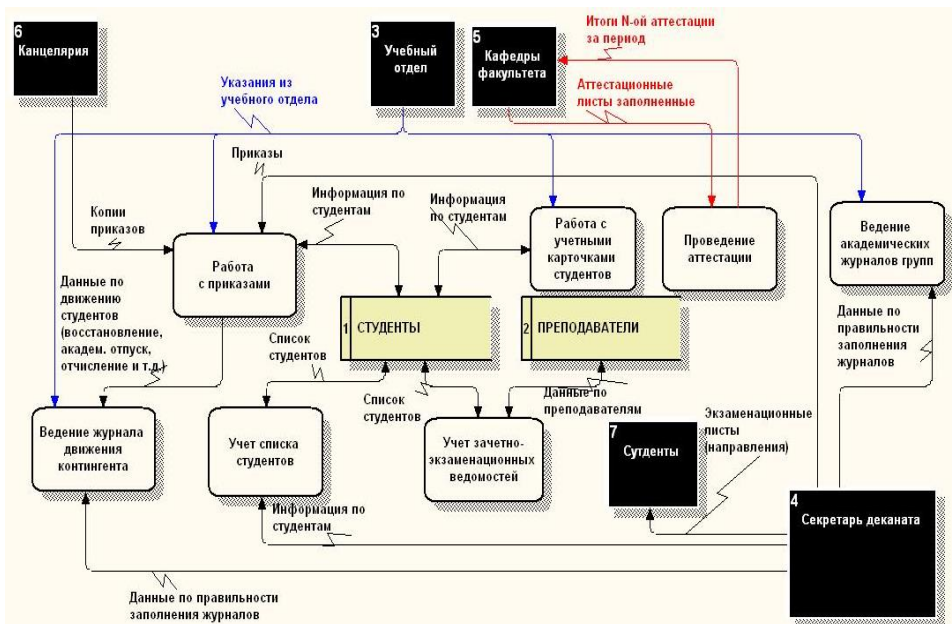 6
Канцелярия
3
Учебный
отдел
5
Кафедры
факультета
Итоги N-ой аттестации
за период
Указания из
учебного отдела
Аттестационные
листы заполненные
Приказы
Информация по
студентам
Информация
по студентам
Копии
приказов
Работа
с приказами
Работа с
учетными
карточками
студентов
Проведение
аттестации
Ведение
академических
журналов групп
Данные по
движению
студентов
(восстановление,
академ. отпуск,
отчисление и т.д.)
1 СТУДЕНТЫ
2 ПРЕПОДАВАТЕЛИ
Данные по
правильности
заполнения
журналов
Список
студентов
Список
студентов
Данные по
преподавателям
Ведение журнала
движения
контингента
Учет списка
студентов
Учет зачетно-
экзаменационных
ведомостей
7
Сутденты
Экзаменационные
листы
(направления)
4
Секретарь деканата
Информация по
студентам
Данные по правильности
заполнения журналов